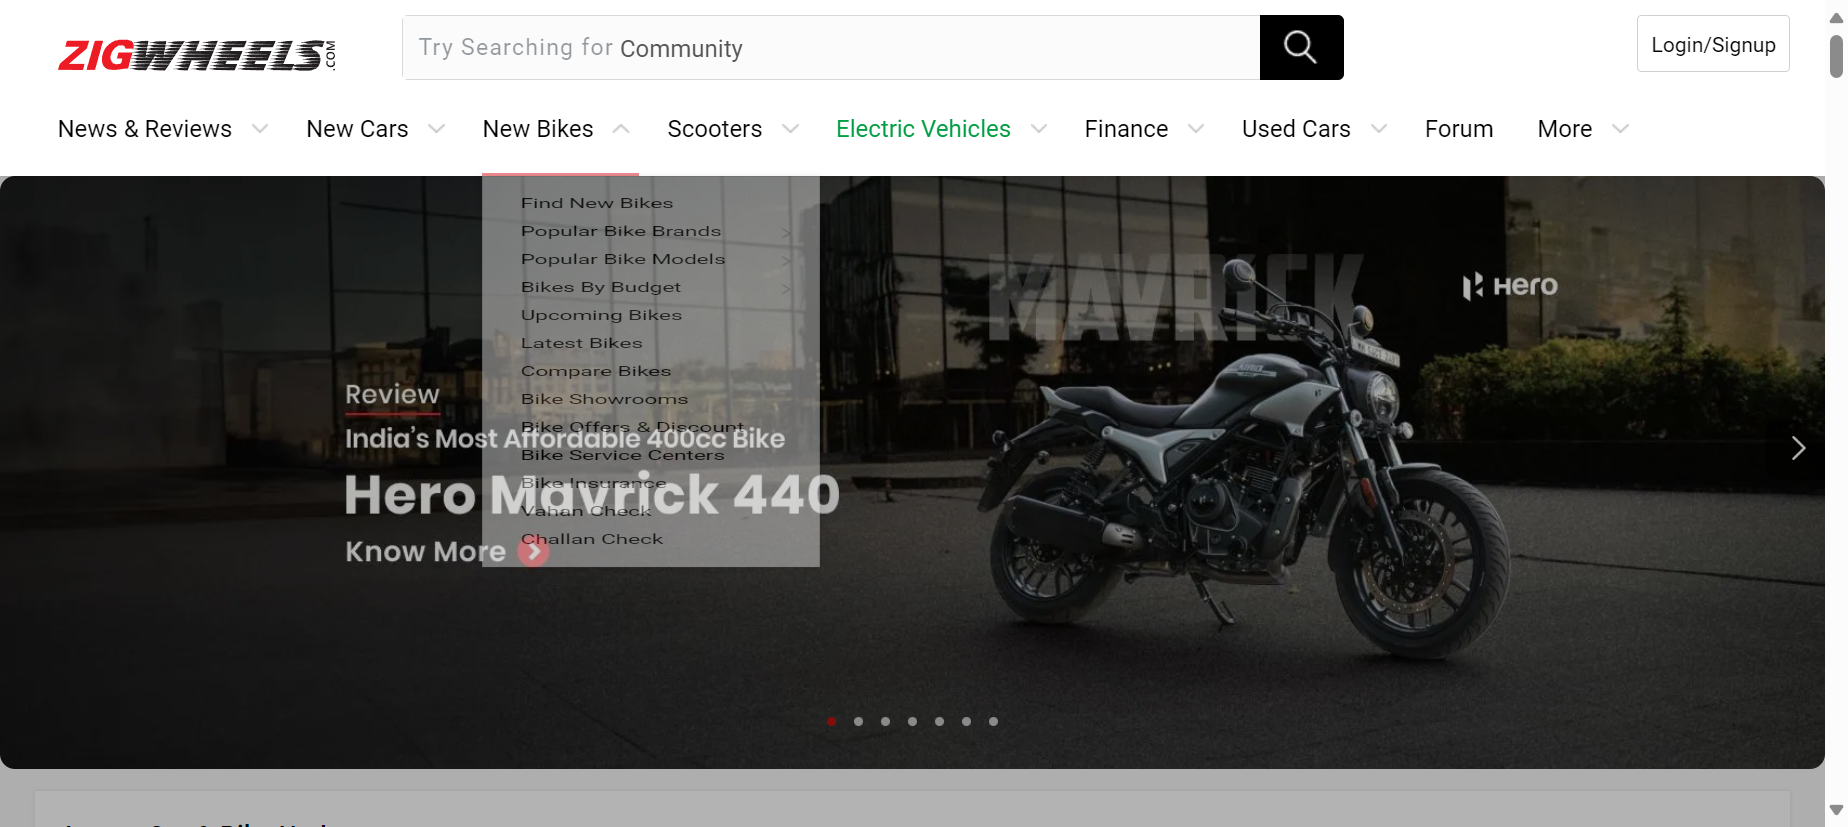 ZIGWHEELS.COM
Try Searching for Community
Login/Signup
News & Reviews
New Cars
New Bikes
Scooters
Electric Vehicles
Finance
Used Cars
Forum
More
Find New Bikes
Popular Bike Brands >
Popular Bike Models >
Bikes By Budget >
Upcoming Bikes
Latest Bikes
Compare Bikes
Bike Showrooms
Bike Offers & Discount
Bike Service Centers
Bike Insurance
Vahan Check
Challan Check
Review
India's Most Affordable 400cc Bike
Hero Mavrick 440
Know More
MAVRICK
Hero